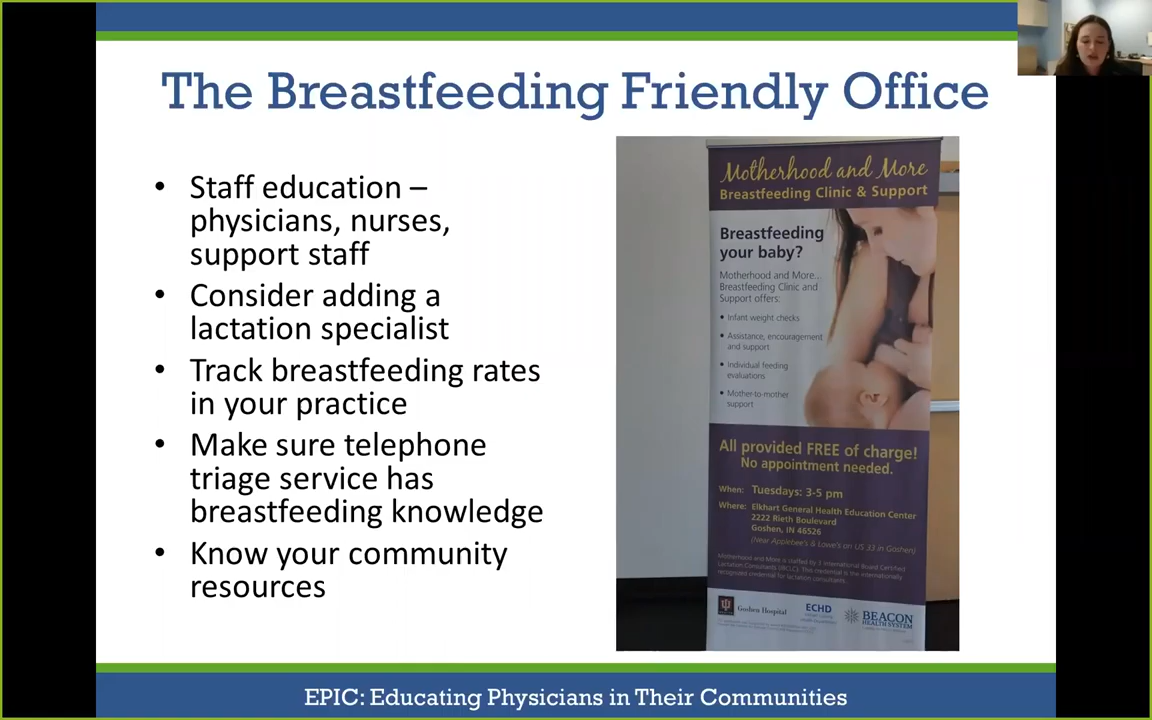 The Breastfeeding Friendly Office
• Staff education –
physicians, nurses,
support staff
• Consider adding a
lactation specialist
• Track breastfeeding rates
in your practice
• Make sure telephone
triage service has
breastfeeding knowledge
• Know your community
resources
Motherhood and More
Breastfeeding Clinic & Support
Breastfeeding
your baby?
Motherhood and More...
Breastfeeding Clinic and
Support offers:
• Infant weight checks
• Assistance, encouragement
and support
• Individual feeding
evaluations
• Mother-to-mother
support
All provided FREE of charge!
No appointment needed.
When: Tuesdays: 3-5 pm
Where: Elkhart General Health Education Center
2222 Rieth Boulevard
Goshen, IN 46526
(Near Applebee's & Lowe's on US 33 in Goshen)
Motherhood and More is staffed by 3 International Board Certified
Lactation Consultants (IBCLC). This credential is the internationally
recognized credential for lactation consultants.
Goshen Hospital
ECHD
BEACON
HEALTH SYSTEM
EPIC: Educating Physicians in Their Communities